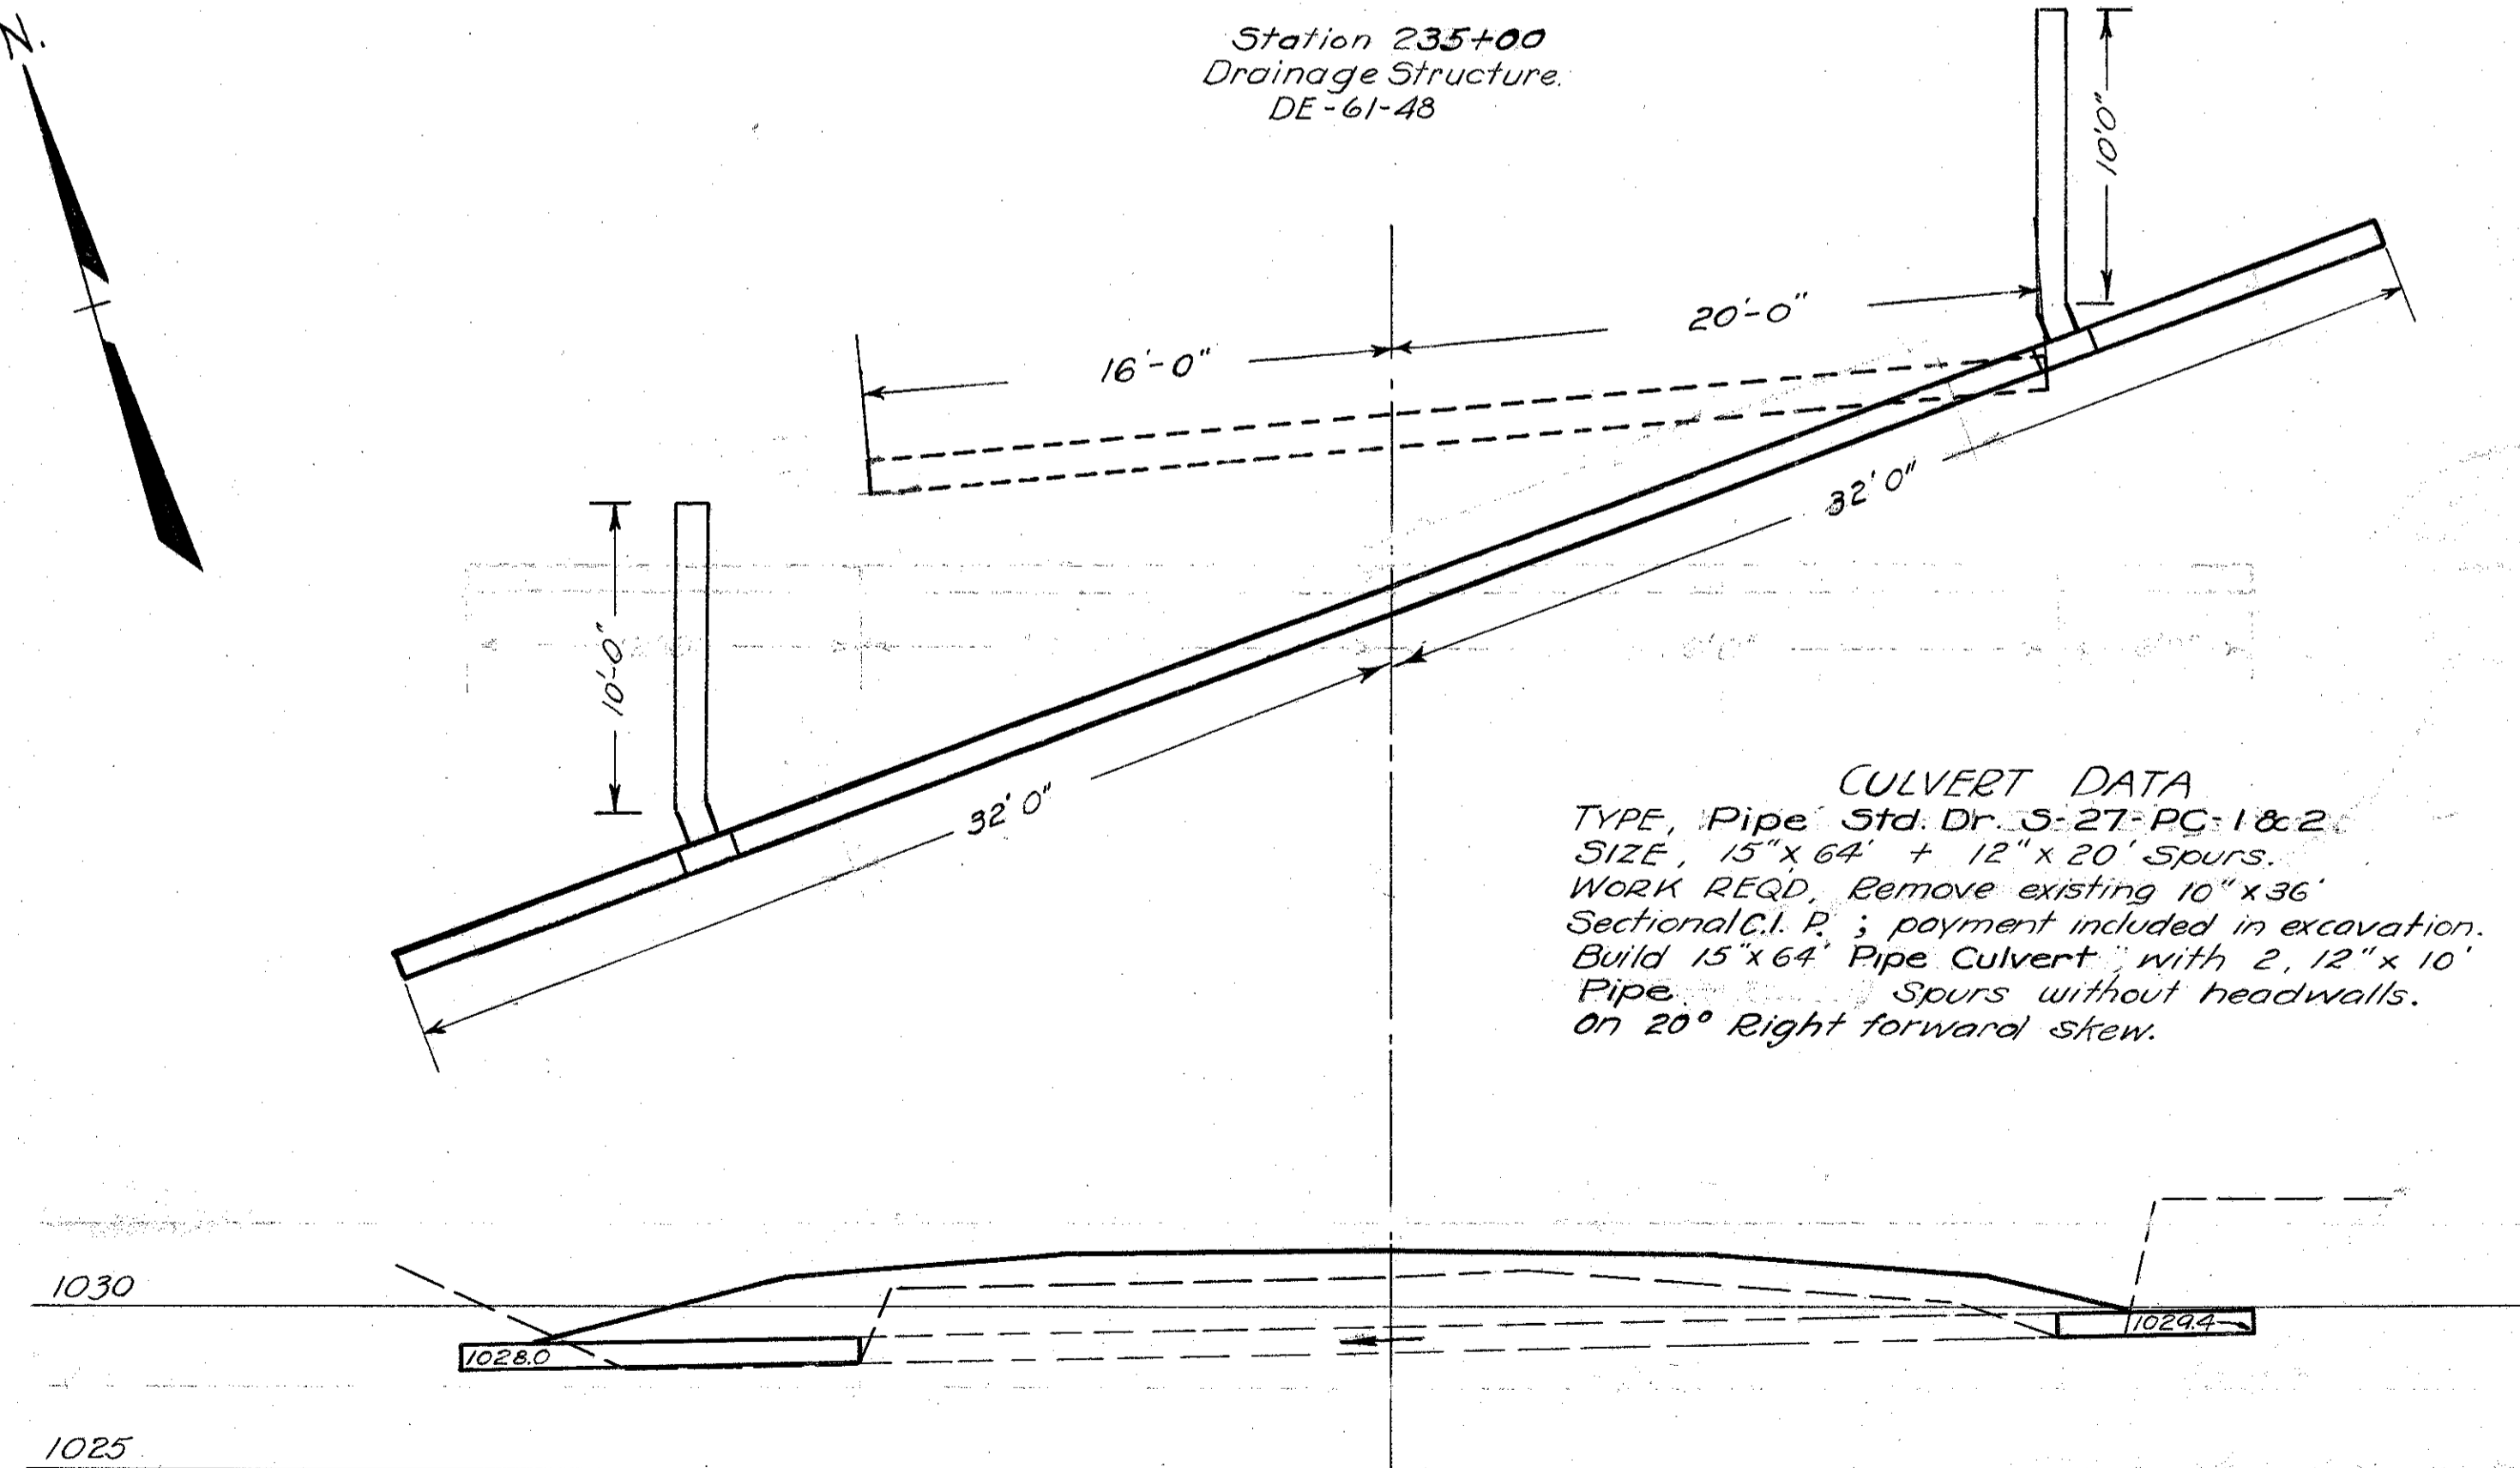 N.
Station 235+00
Drainage Structure.
DE-61-48
10'0"
20'-0"
16'-0"
32'0"
10'-0"
32'0"
CULVERT DATA
TYPE, Pipe Std. Dr. S-27-PC-1&2.
SIZE, 15"x 64' + 12"x 20' Spurs.
WORK REQD, Remove existing 10"x36'
Sectional C.I. P. ; payment included in excavation.
Build 15"x64' Pipe Culvert, with 2, 12"x 10'
Pipe Spurs without headwalls.
On 20° Right forward skew.
1030
1028.0
1029.4
1025